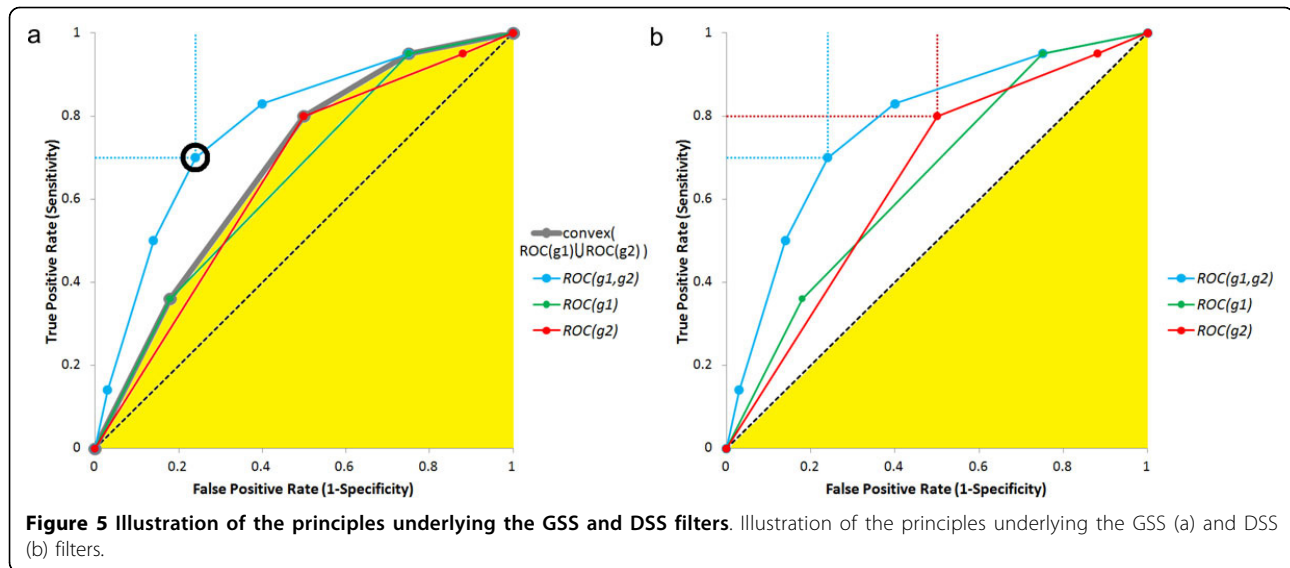 a
1
0.8
0.6
0.4
0.2
0
True Positive Rate (Sensitivity)
0
0.2
0.4
0.6
0.8
1
False Positive Rate (1-Specificity)
convex(
ROC(g1)⋃ROC(g2) )
ROC(g1,g2)
ROC(g1)
ROC(g2)
b
1
0.8
0.6
0.4
0.2
0
True Positive Rate (Sensitivity)
0
0.2
0.4
0.6
0.8
1
False Positive Rate (1-Specificity)
ROC(g1,g2)
ROC(g1)
ROC(g2)
Figure 5 Illustration of the principles underlying the GSS and DSS filters. Illustration of the principles underlying the GSS (a) and DSS
(b) filters.